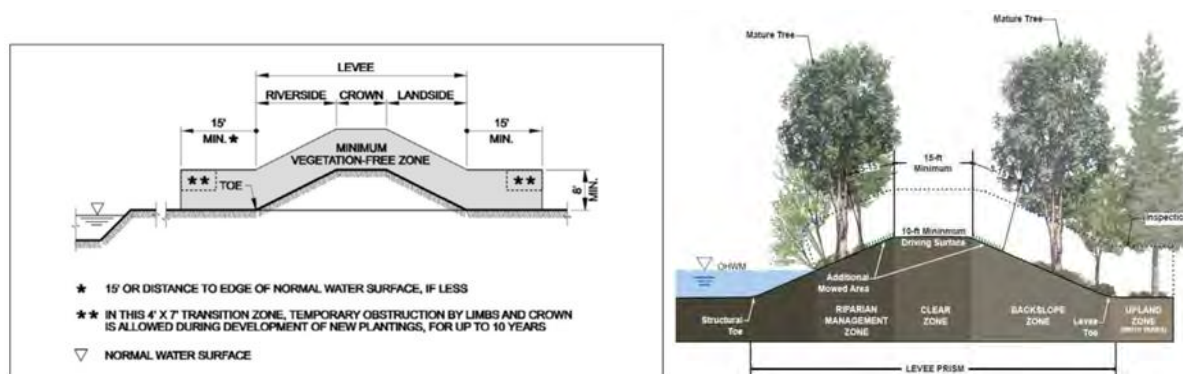 LEVEE
RIVERSIDE CROWN LANDSIDE
15'
MIN. *
15'
MIN.
MINIMUM
VEGETATION-FREE ZONE
**
**
TOE
8'
MIN.
* 15' OR DISTANCE TO EDGE OF NORMAL WATER SURFACE, IF LESS
** IN THIS 4' X 7' TRANSITION ZONE, TEMPORARY OBSTRUCTION BY LIMBS AND CROWN
IS ALLOWED DURING DEVELOPMENT OF NEW PLANTINGS, FOR UP TO 10 YEARS
NORMAL WATER SURFACE
Mature Tree
Mature Tree
15-ft
Minimum
10-ft Mininmum
Driving Surface
Inspectio
OHWM
Additional
Mowed Area
Structural
Toe
RIPARIAN
MANAGEMENT
ZONE
CLEAR
ZONE
BACKSLOPE
ZONE
Levee
Toe
UPLAND
ZONE
LEVEE PRISM